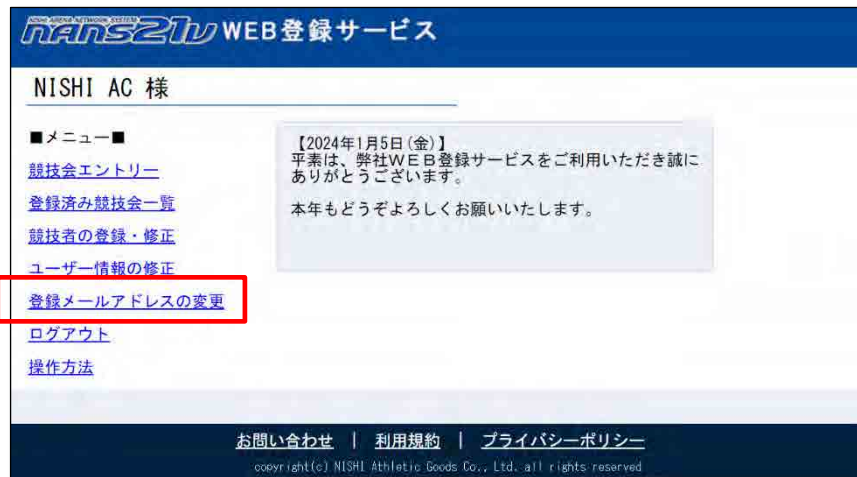 NISHI ARENA NETWORK SYSTEM
NANS21V WEB登録サービス
NISHI AC 様
■メニュー■
競技会エントリー
登録済み競技会一覧
競技者の登録・修正
ユーザー情報の修正
登録メールアドレスの変更
ログアウト
操作方法
【2024年1月5日(金)】
平素は、弊社WEB登録サービスをご利用いただき誠に
ありがとうございます。
本年もどうぞよろしくお願いいたします。
お問い合わせ | 利用規約 | プライバシーポリシー
copyright(c) NISHI Athletic Goods Co., Ltd. all rights reserved